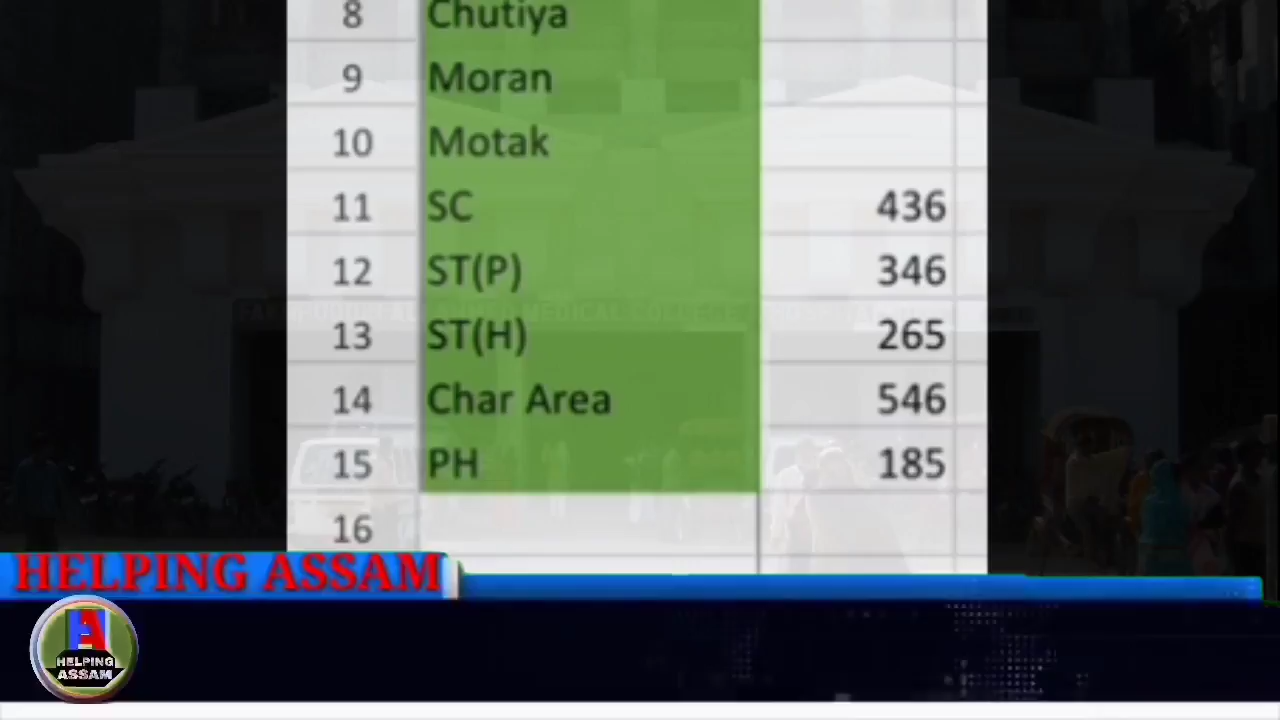 8 Chutiya
9 Moran
10 Motak
11 SC 436
12 ST(P) 346
13 ST(H) 265
14 Char Area 546
15 PH 185
16
HELPING ASSAM
HELPING
ASSAM